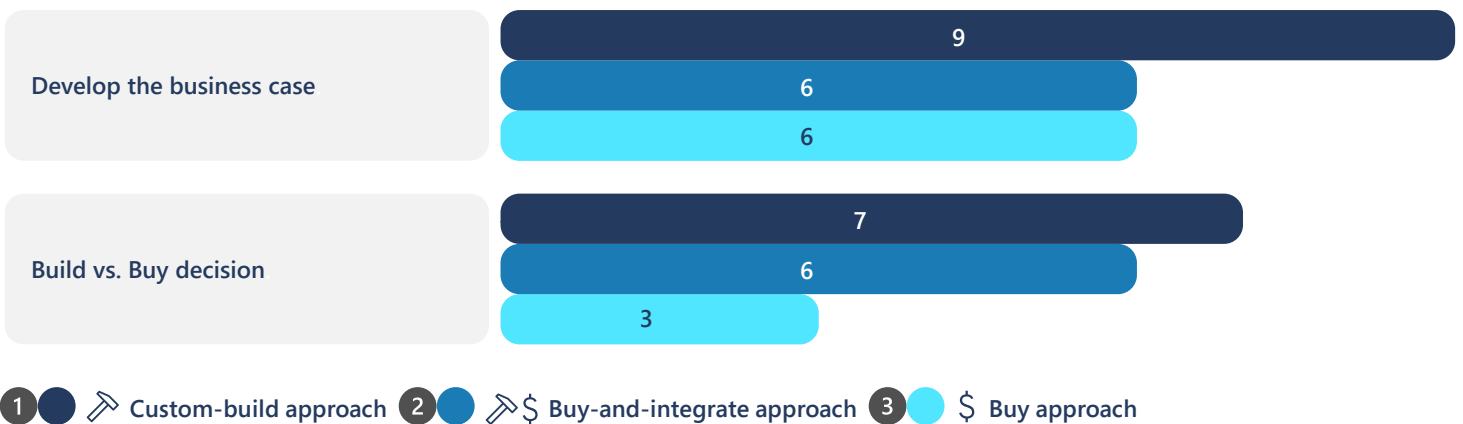 Develop the business case
9
6
6
Build vs. Buy decision
7
6
3
1 Custom-build approach 2 $ Buy-and-integrate approach 3 $ Buy approach